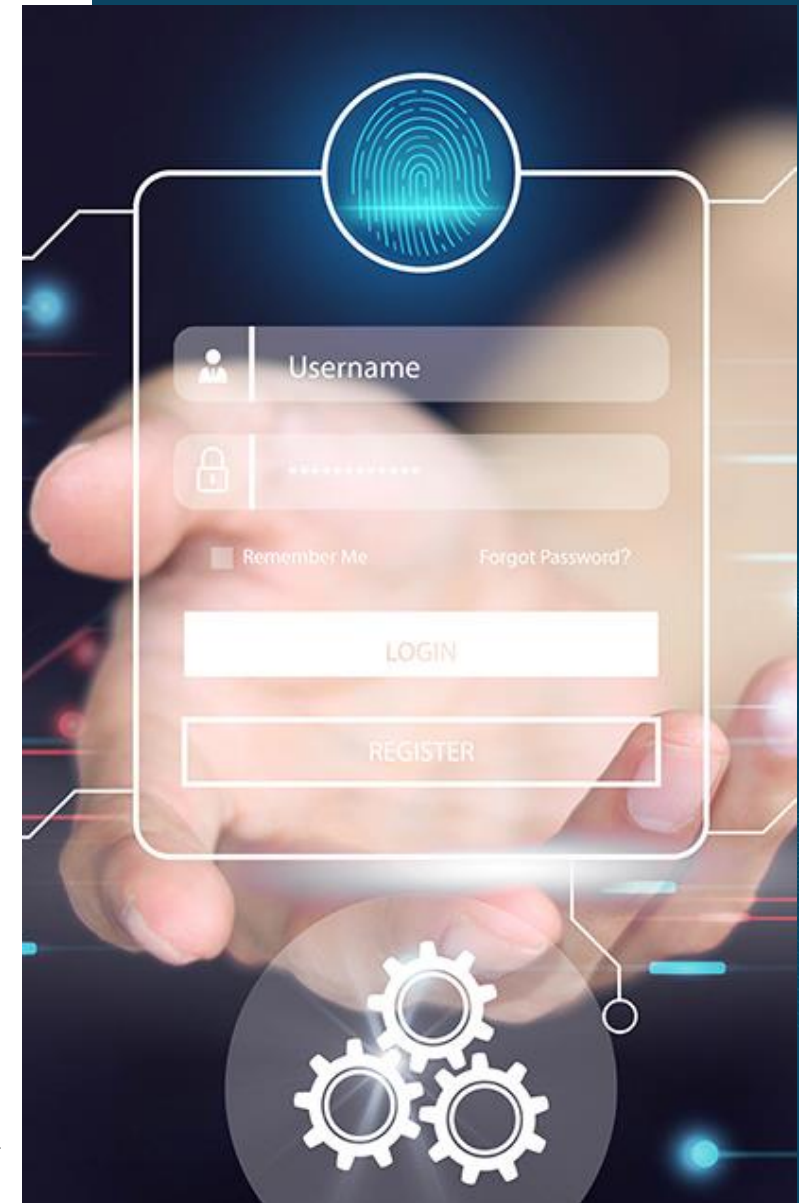 Username
************
Remember Me
Forgot Password?
LOGIN
REGISTER